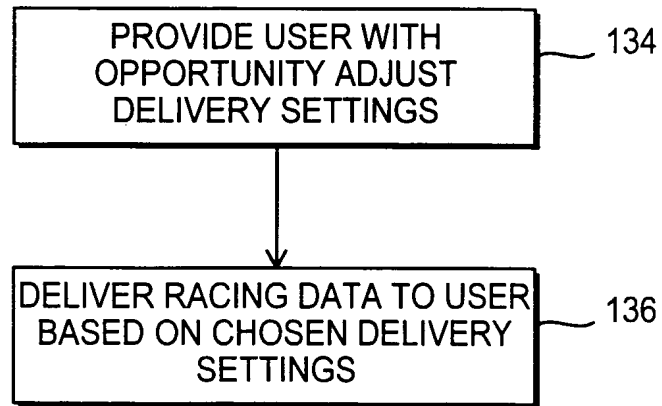 PROVIDE USER WITH
OPPORTUNITY ADJUST
DELIVERY SETTINGS
134
DELIVER RACING DATA TO USER
BASED ON CHOSEN DELIVERY
SETTINGS
136